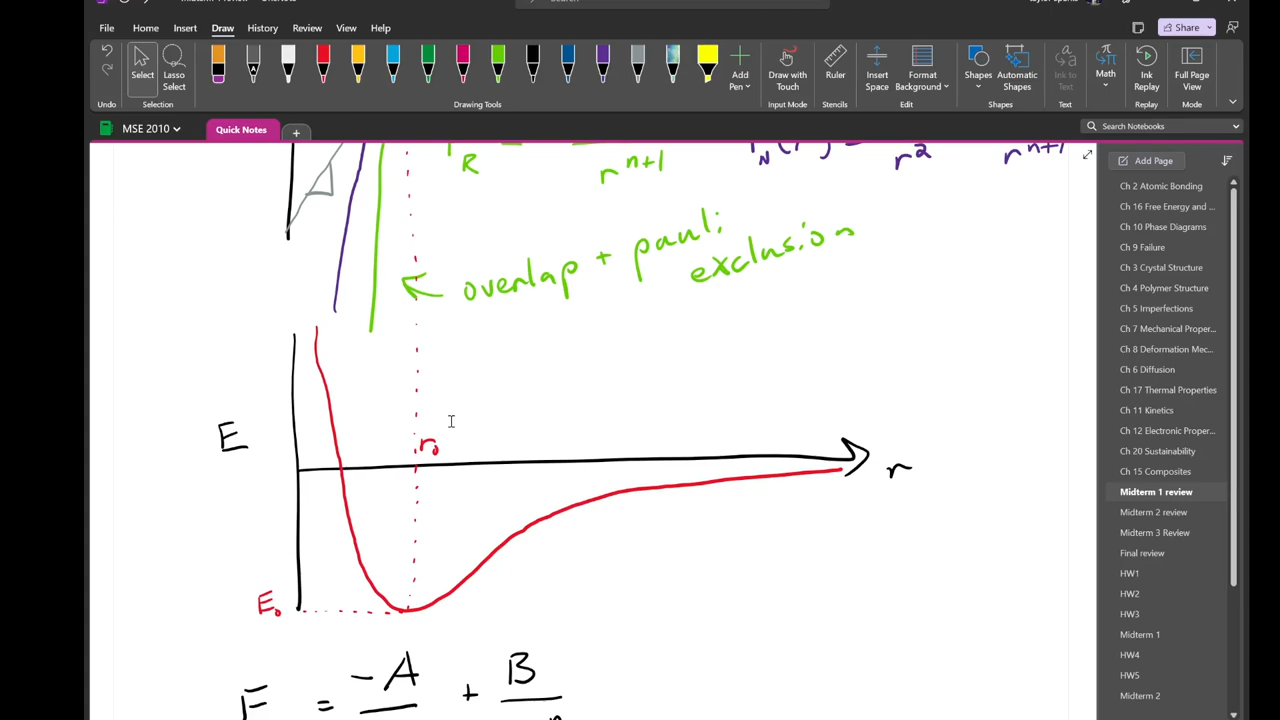 File Home Insert Draw History Review View Help Share
Undo
Select
Lasso Select
Add Pen
Draw with Touch
Ruler
Insert Space
Format Background
Shapes
Automatic Shapes
Ink to Text
Math
Ink Replay
Full Page View
Selection
Drawing Tools
Input Mode
Stencils
Edit
Shapes
Text
Math
Replay
Mode
MSE 2010
Quick Notes
Search Notebooks
Add Page
Ch 2 Atomic Bonding
Ch 16 Free Energy and ...
Ch 10 Phase Diagrams
Ch 9 Failure
Ch 3 Crystal Structure
Ch 4 Polymer Structure
Ch 5 Imperfections
Ch 7 Mechanical Proper...
Ch 8 Deformation Mec...
Ch 6 Diffusion
Ch 17 Thermal Properties
Ch 11 Kinetics
Ch 12 Electronic Proper...
Ch 20 Sustainability
Ch 15 Composites
Midterm 1 review
Midterm 2 review
Midterm 3 Review
Final review
HW1
HW2
HW3
Midterm 1
HW4
HW5
Midterm 2
R
r^n+1
N
r^2
r^n+1
overlap + pauli
exclusion
E
r₀
r
E₀
-A
+ B
=